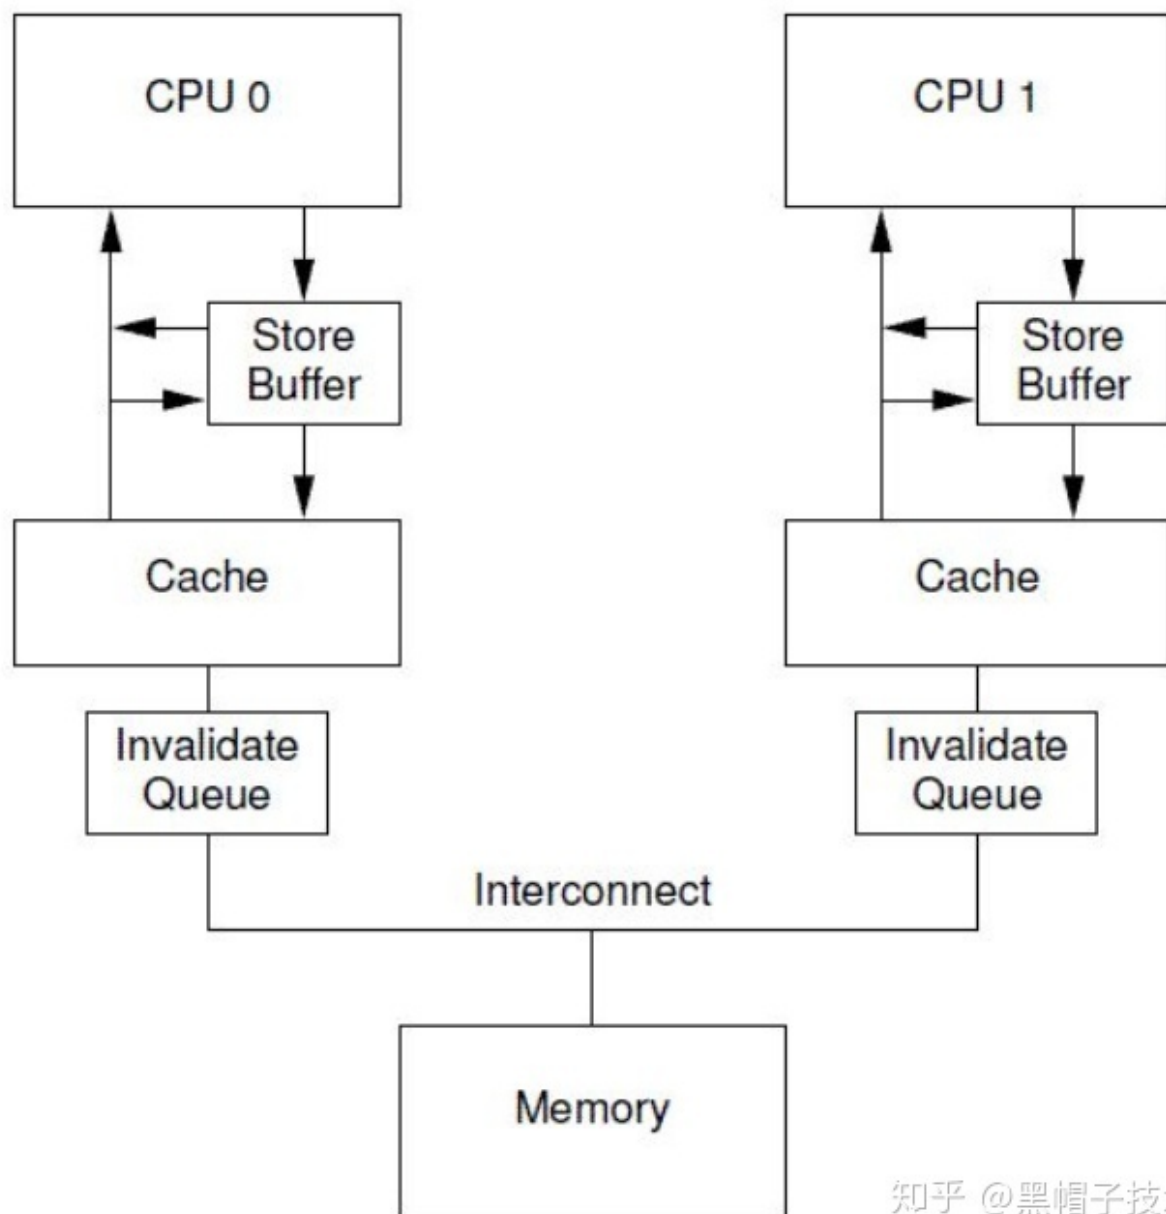 CPU 0
CPU 1
Store
Buffer
Store
Buffer
Cache
Cache
Invalidate
Queue
Invalidate
Queue
Interconnect
Memory
知乎 @黑帽子技